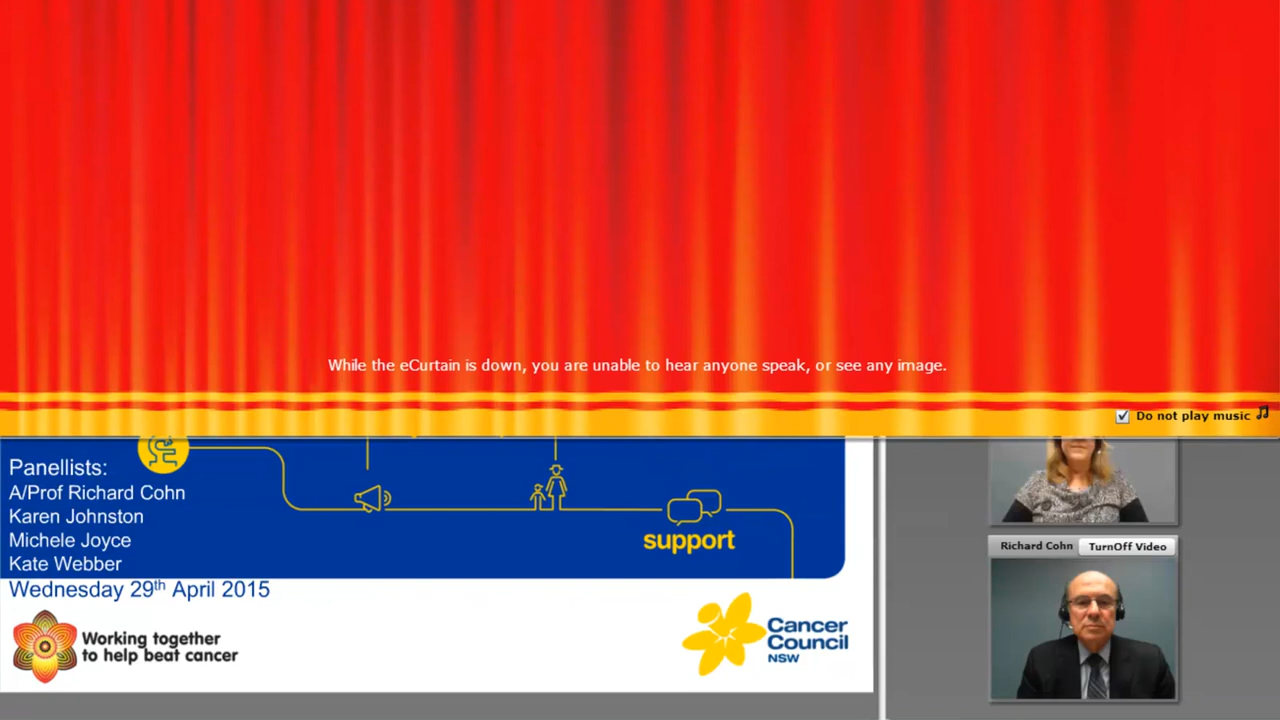 While the eCurtain is down, you are unable to hear anyone speak, or see any image.
Do not play music
Panellists:
A/Prof Richard Cohn
Karen Johnston
Michele Joyce
Kate Webber
Wednesday 29th April 2015
support
Working together
to help beat cancer
Cancer
Council
NSW
Richard Cohn
TurnOff Video